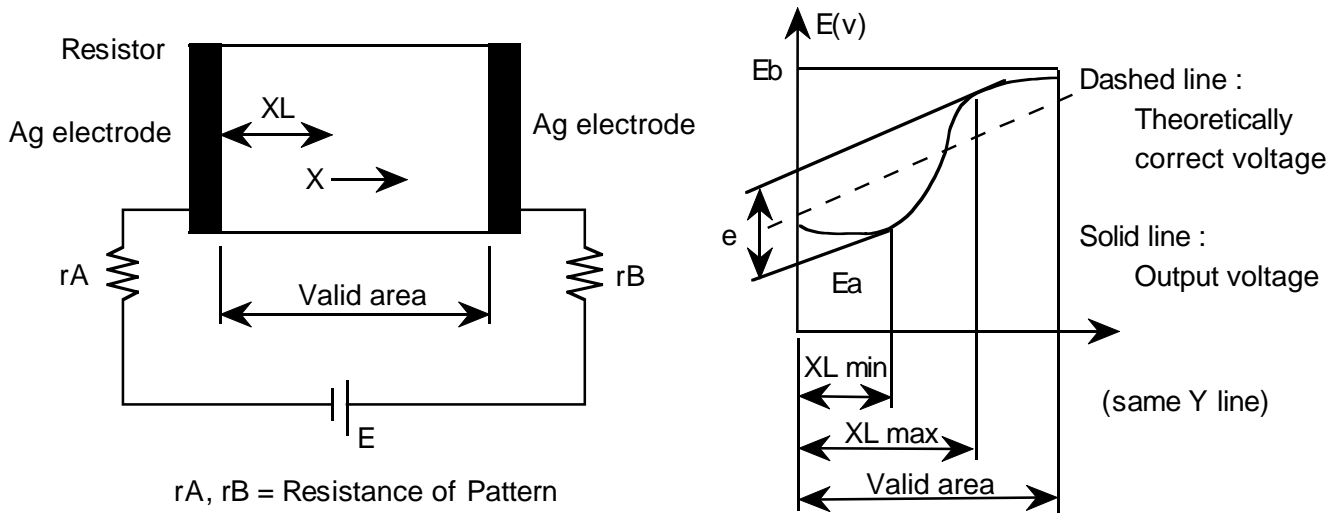 Resistor
XL
Ag electrode
Ag electrode
X
rA
rB
Valid area
E
rA, rB = Resistance of Pattern
E(v)
Eb
Dashed line :
Theoretically
correct voltage
e
Solid line :
Output voltage
Ea
XL min
(same Y line)
XL max
Valid area